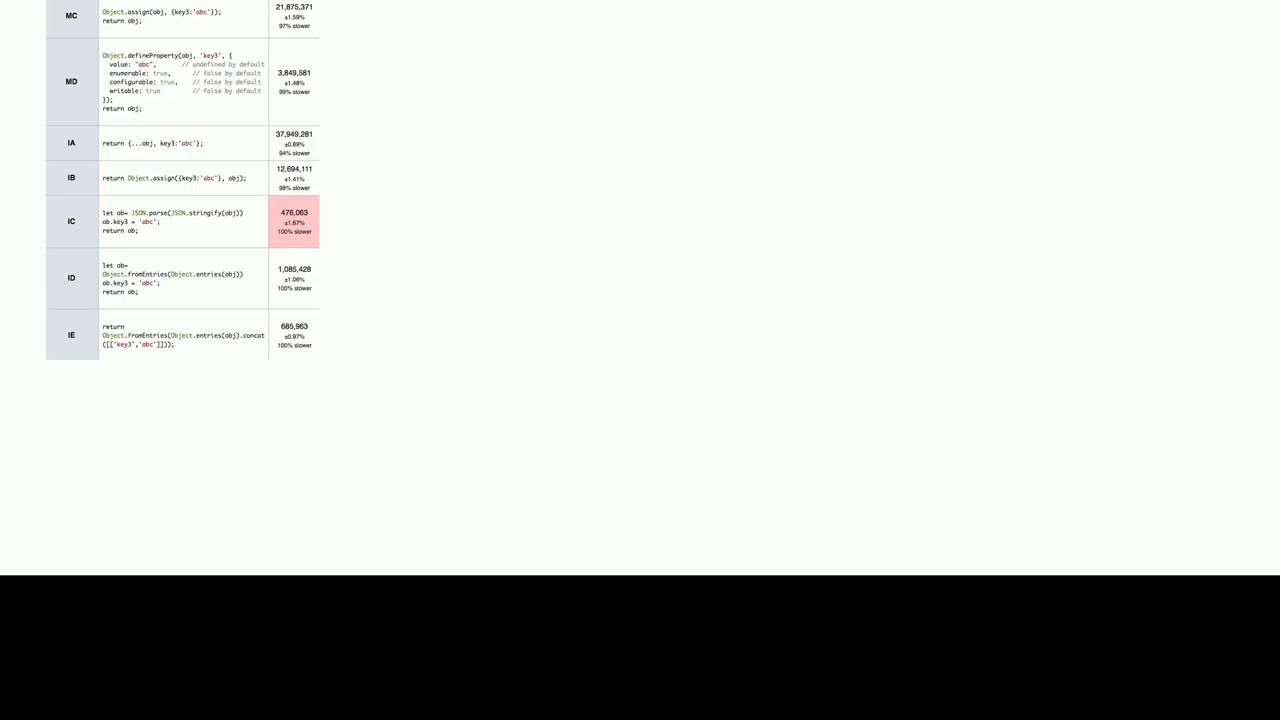 MC
Object.assign(obj, {key3:'abc'});
return obj;
21,875,371
±1.59%
97% slower
MD
Object.defineProperty(obj, 'key3', {
value: "abc", // undefined by default
enumerable: true, // false by default
configurable: true, // false by default
writable: true // false by default
});
return obj;
3,849,581
±1.48%
99% slower
IA
return {...obj, key3:'abc'};
37,949,281
±0.89%
94% slower
IB
return Object.assign({key3:'abc'}, obj);
12,694,111
±1.41%
98% slower
IC
let ob= JSON.parse(JSON.stringify(obj))
ob.key3 = 'abc';
return ob;
476,063
±1.67%
100% slower
ID
let ob=
Object.fromEntries(Object.entries(obj))
ob.key3 = 'abc';
return ob;
1,085,428
±1.06%
100% slower
IE
return
Object.fromEntries(Object.entries(obj).concat
([['key3','abc']]));
685,963
±0.97%
100% slower